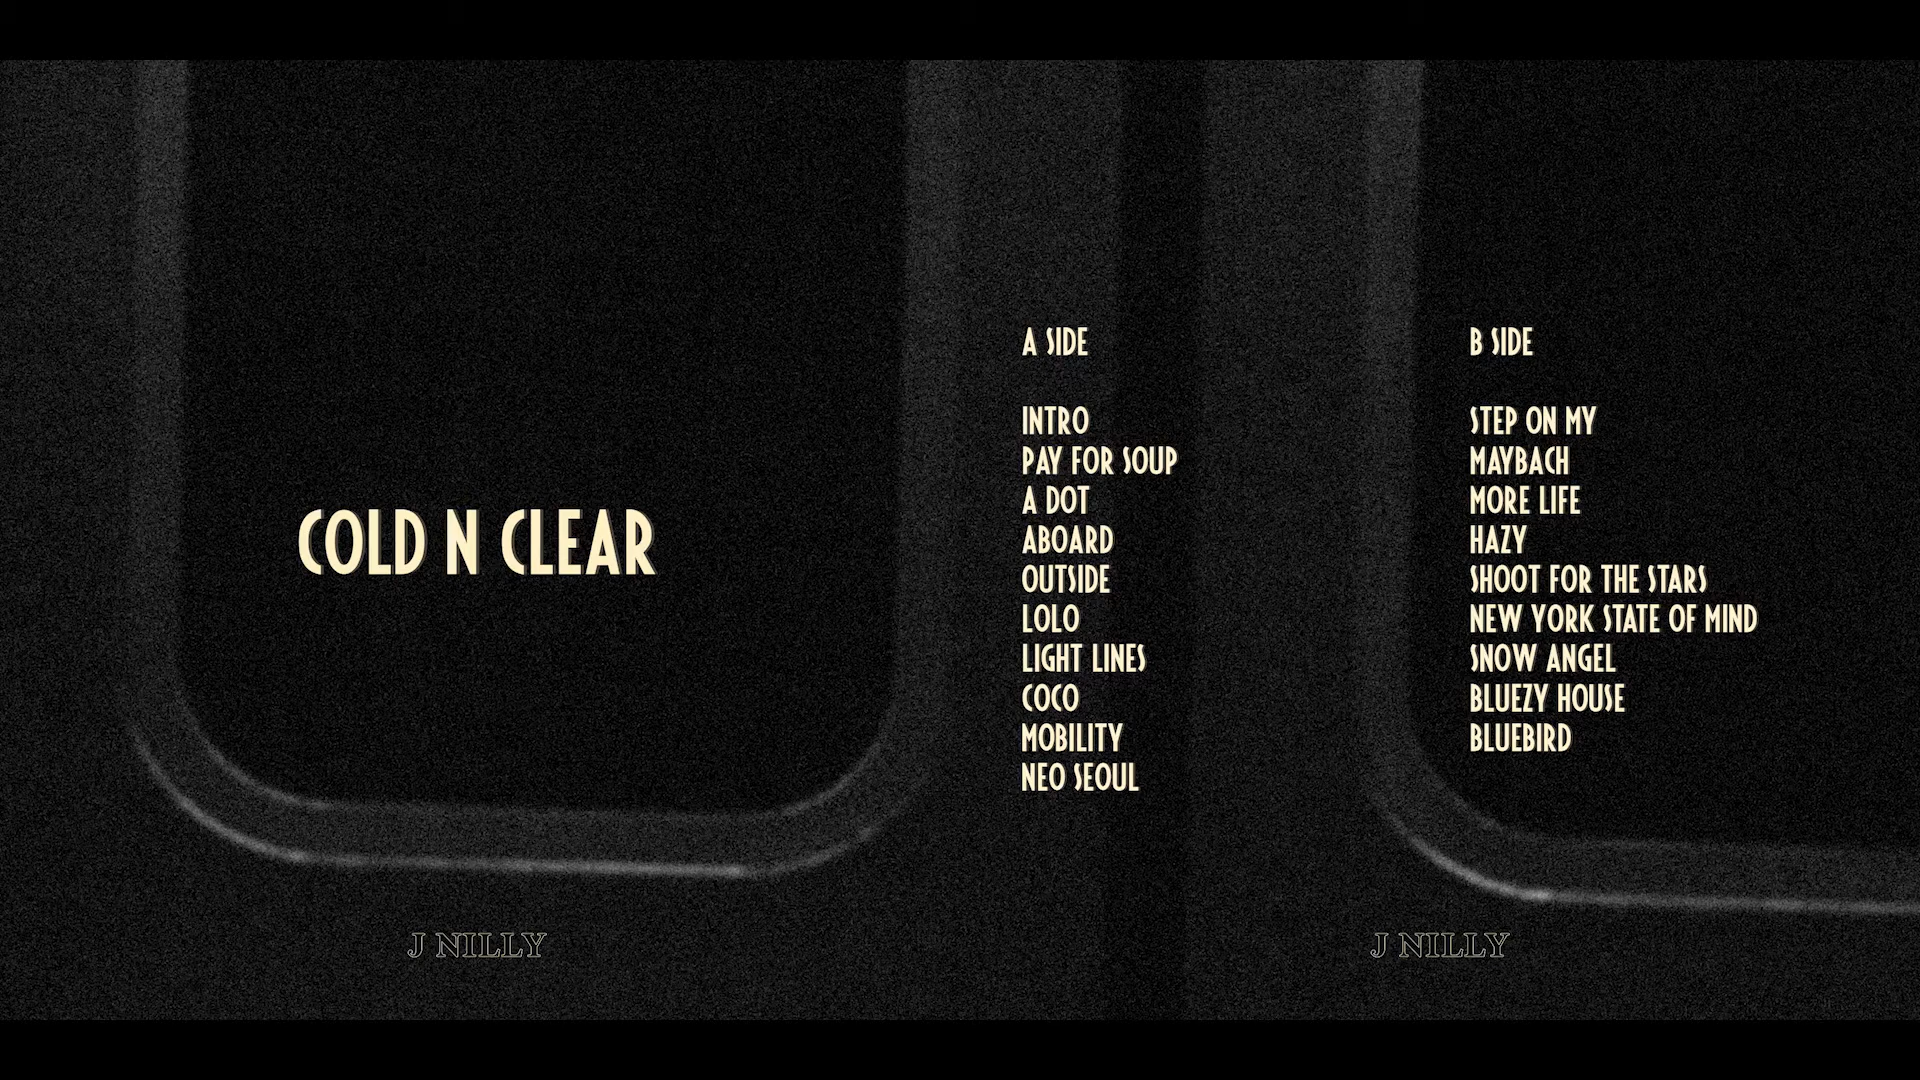 COLD N CLEAR
J NILLY
A SIDE
INTRO
PAY FOR SOUP
A DOT
ABOARD
OUTSIDE
LOLO
LIGHT LINES
COCO
MOBILITY
NEO SEOUL
B SIDE
STEP ON MY
MAYBACH
MORE LIFE
HAZY
SHOOT FOR THE STARS
NEW YORK STATE OF MIND
SNOW ANGEL
BLUEZY HOUSE
BLUEBIRD
J NILLY